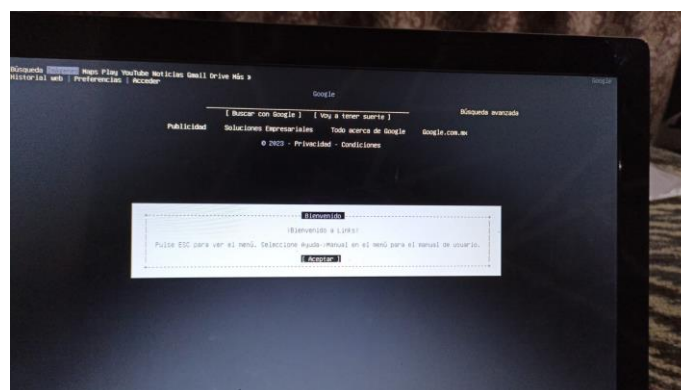 Búsqueda Imágenes Maps Play YouTube Noticias Gmail Drive Más »
Historial web | Preferencias | Acceder
Google
Google
[ Buscar con Google ] [ Voy a tener suerte ] Búsqueda avanzada
Publicidad Soluciones Empresariales Todo acerca de Google Google.com.mx
© 2023 - Privacidad - Condiciones
Bienvenido
¡Bienvenido a Links!
Pulse ESC para ver el menú. Seleccione Ayuda->Manual en el menú para el manual de usuario.
[ Aceptar ]